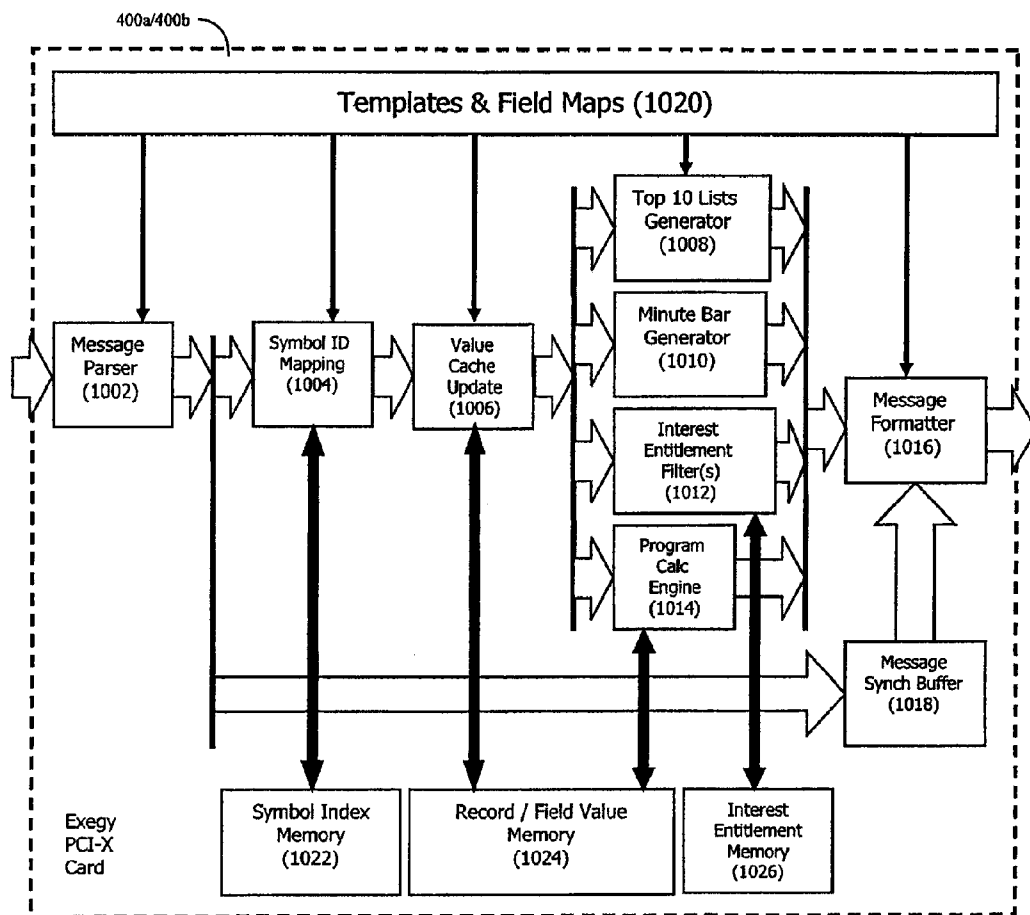 400a/400b
Templates & Field Maps (1020)
Top 10 Lists
Generator
(1008)
Minute Bar
Generator
(1010)
Message
Parser
(1002)
Symbol ID
Mapping
(1004)
Value
Cache
Update
(1006)
Interest
Entitlement
Filter(s)
(1012)
Program
Calc
Engine
(1014)
Message
Formatter
(1016)
Message
Synch Buffer
(1018)
Exegy
PCI-X
Card
Symbol Index
Memory
(1022)
Record / Field Value
Memory
(1024)
Interest
Entitlement
Memory
(1026)